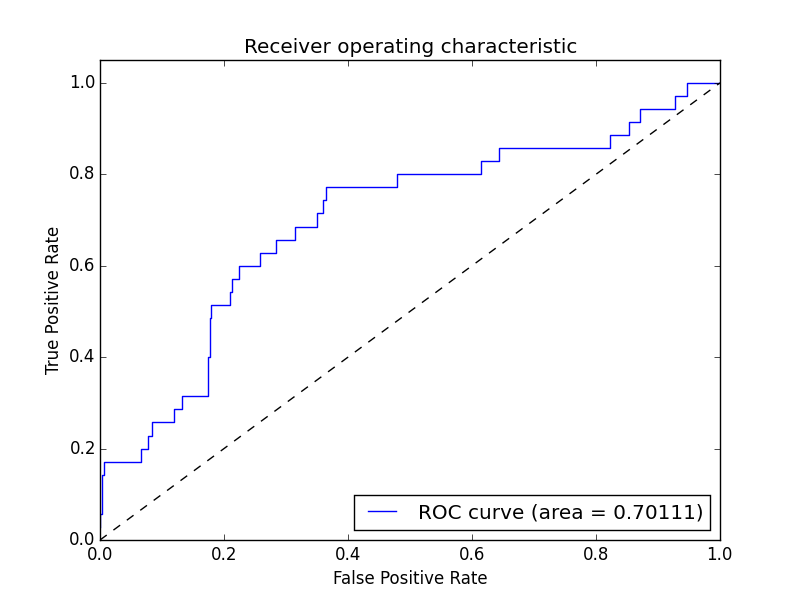 Receiver operating characteristic
1.0
0.8
0.6
0.4
0.2
0.0
True Positive Rate
ROC curve (area = 0.70111)
0.0 0.2 0.4 0.6 0.8 1.0
False Positive Rate